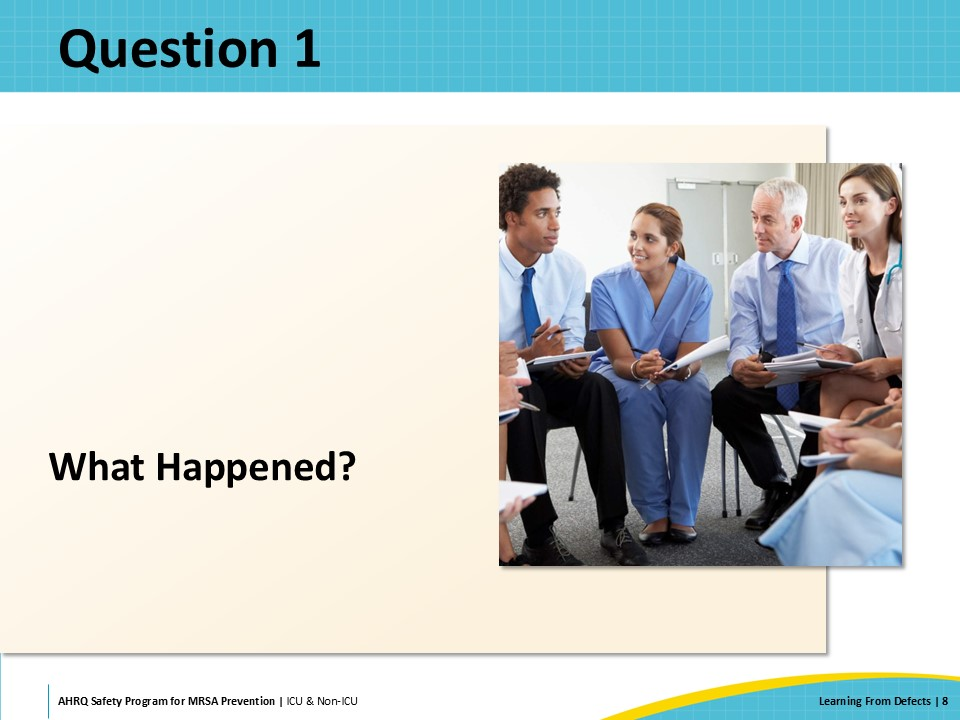 Question 1
What Happened?
AHRQ Safety Program for MRSA Prevention | ICU & Non-ICU
Learning From Defects | 8